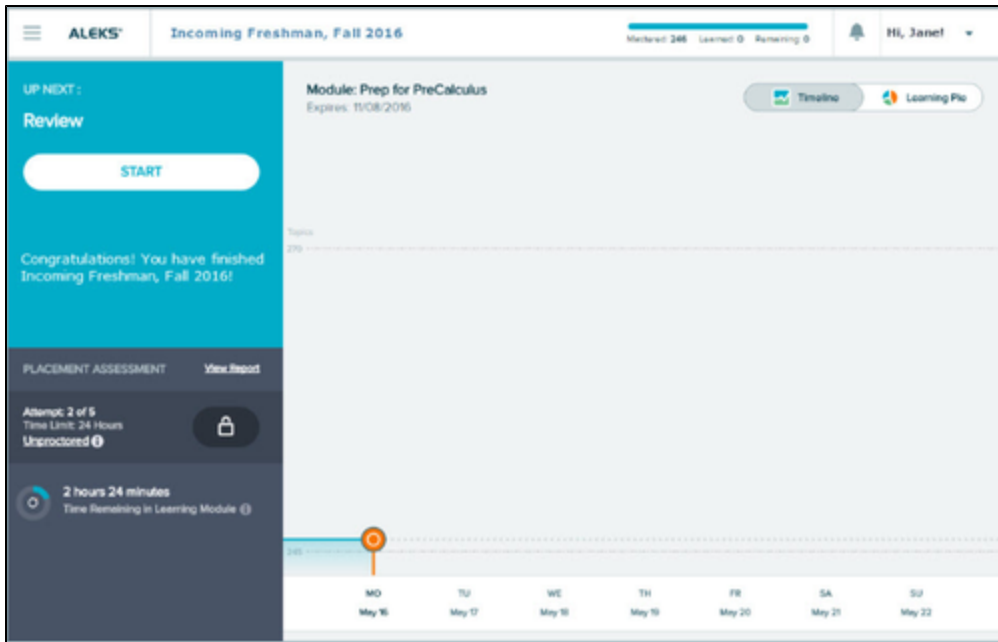 ALEKS®
Incoming Freshman, Fall 2016
Mastered: 246 Learned: 0 Remaining: 0
Hi, Jane!
UP NEXT:
Review
START
Congratulations! You have finished
Incoming Freshman, Fall 2016!
PLACEMENT ASSESSMENT View Report
Attempt: 2 of 5
Time Limit: 24 Hours
Unproctored
2 hours 24 minutes
Time Remaining in Learning Module
Module: Prep for PreCalculus
Expires: 11/08/2016
Timeline
Learning Pie
Topics
270
245
MO TU WE TH FR SA SU
May 16 May 17 May 18 May 19 May 20 May 21 May 22